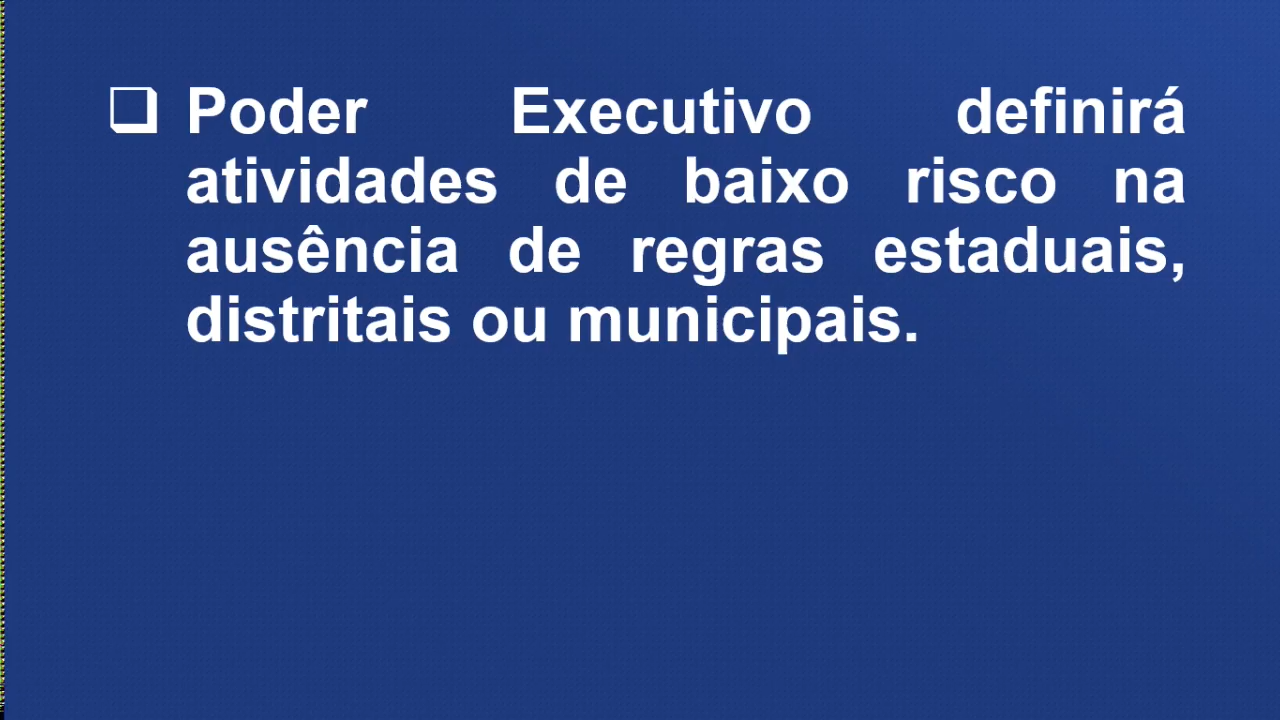 Poder Executivo definirá
atividades de baixo risco na
ausência de regras estaduais,
distritais ou municipais.